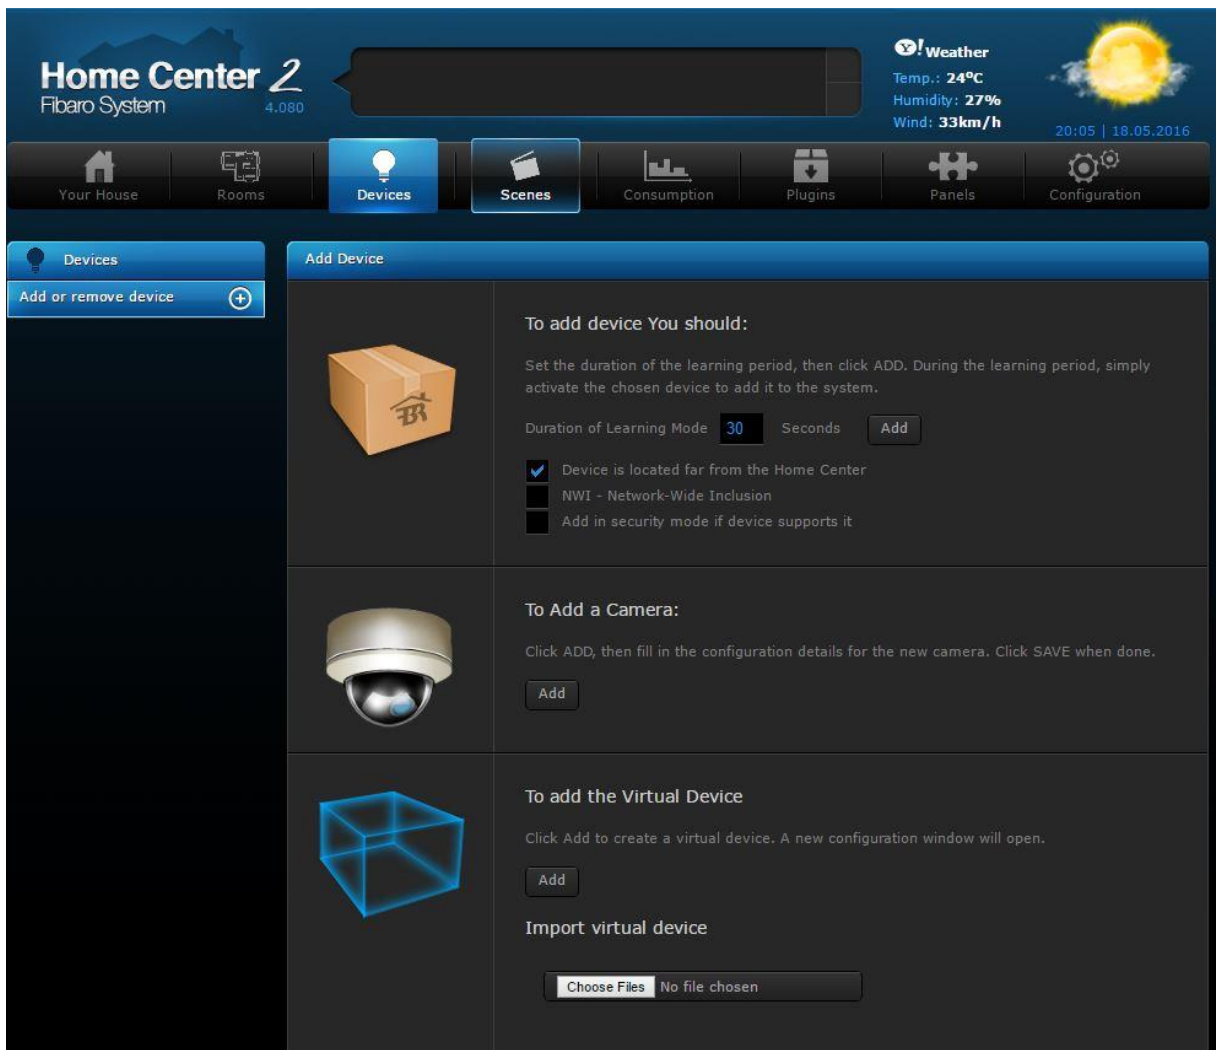 Home Center 2
Fibaro System
4.080
Y! Weather
Temp.: 24°C
Humidity: 27%
Wind: 33km/h
20:05 | 18.05.2016
Your House
Rooms
Devices
Scenes
Consumption
Plugins
Panels
Configuration
Devices
Add or remove device
Add Device
To add device You should:
Set the duration of the learning period, then click ADD. During the learning period, simply
activate the chosen device to add it to the system.
Duration of Learning Mode 30 Seconds Add
Device is located far from the Home Center
NWI - Network-Wide Inclusion
Add in security mode if device supports it
To Add a Camera:
Click ADD, then fill in the configuration details for the new camera. Click SAVE when done.
Add
To add the Virtual Device
Click Add to create a virtual device. A new configuration window will open.
Add
Import virtual device
Choose Files No file chosen